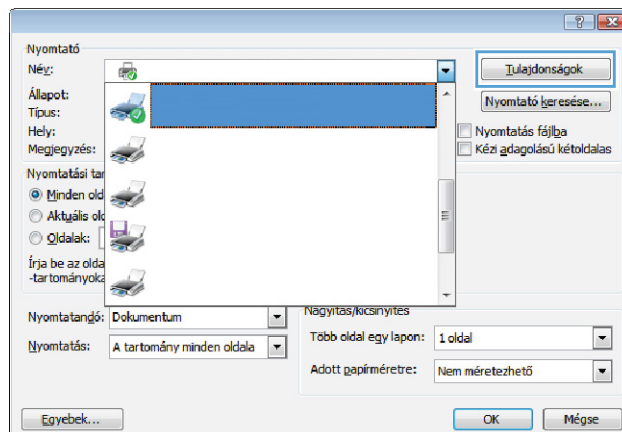 Nyomtató
Név:
Tulajdonságok
Állapot:
Nyomtató keresése...
Típus:
Hely:
Nyomtatás fájlba
Megjegyzés:
Kézi adagolású kétoldalas
Nyomtatási tar
Minden old
Aktuális old
Oldalak:
Írja be az olda
-tartományoka
Nagyítás/kicsinyítés
Nyomtatandó: Dokumentum
Több oldal egy lapon: 1 oldal
Nyomtatás: A tartomány minden oldala
Adott papírméretre: Nem méretezhető
Egyebek...
OK
Mégse